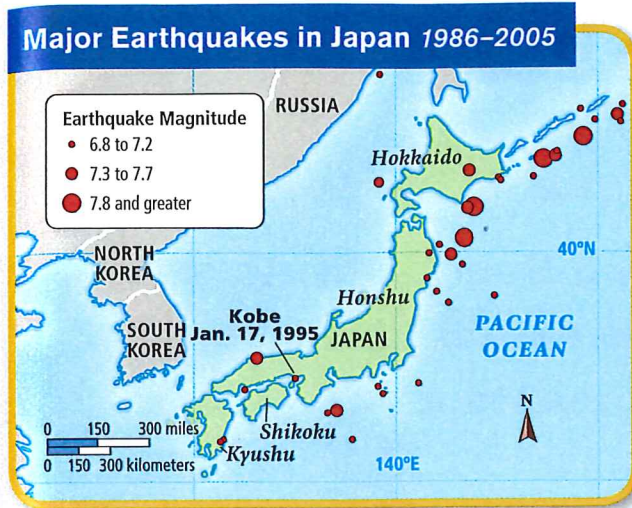 Major Earthquakes in Japan 1986–2005
Earthquake Magnitude
6.8 to 7.2
7.3 to 7.7
7.8 and greater
RUSSIA
Hokkaido
NORTH
KOREA
40°N
SOUTH
KOREA
Honshu
Kobe
Jan. 17, 1995
JAPAN
PACIFIC
OCEAN
0 150 300 miles
0 150 300 kilometers
Shikoku
Kyushu
140°E
N